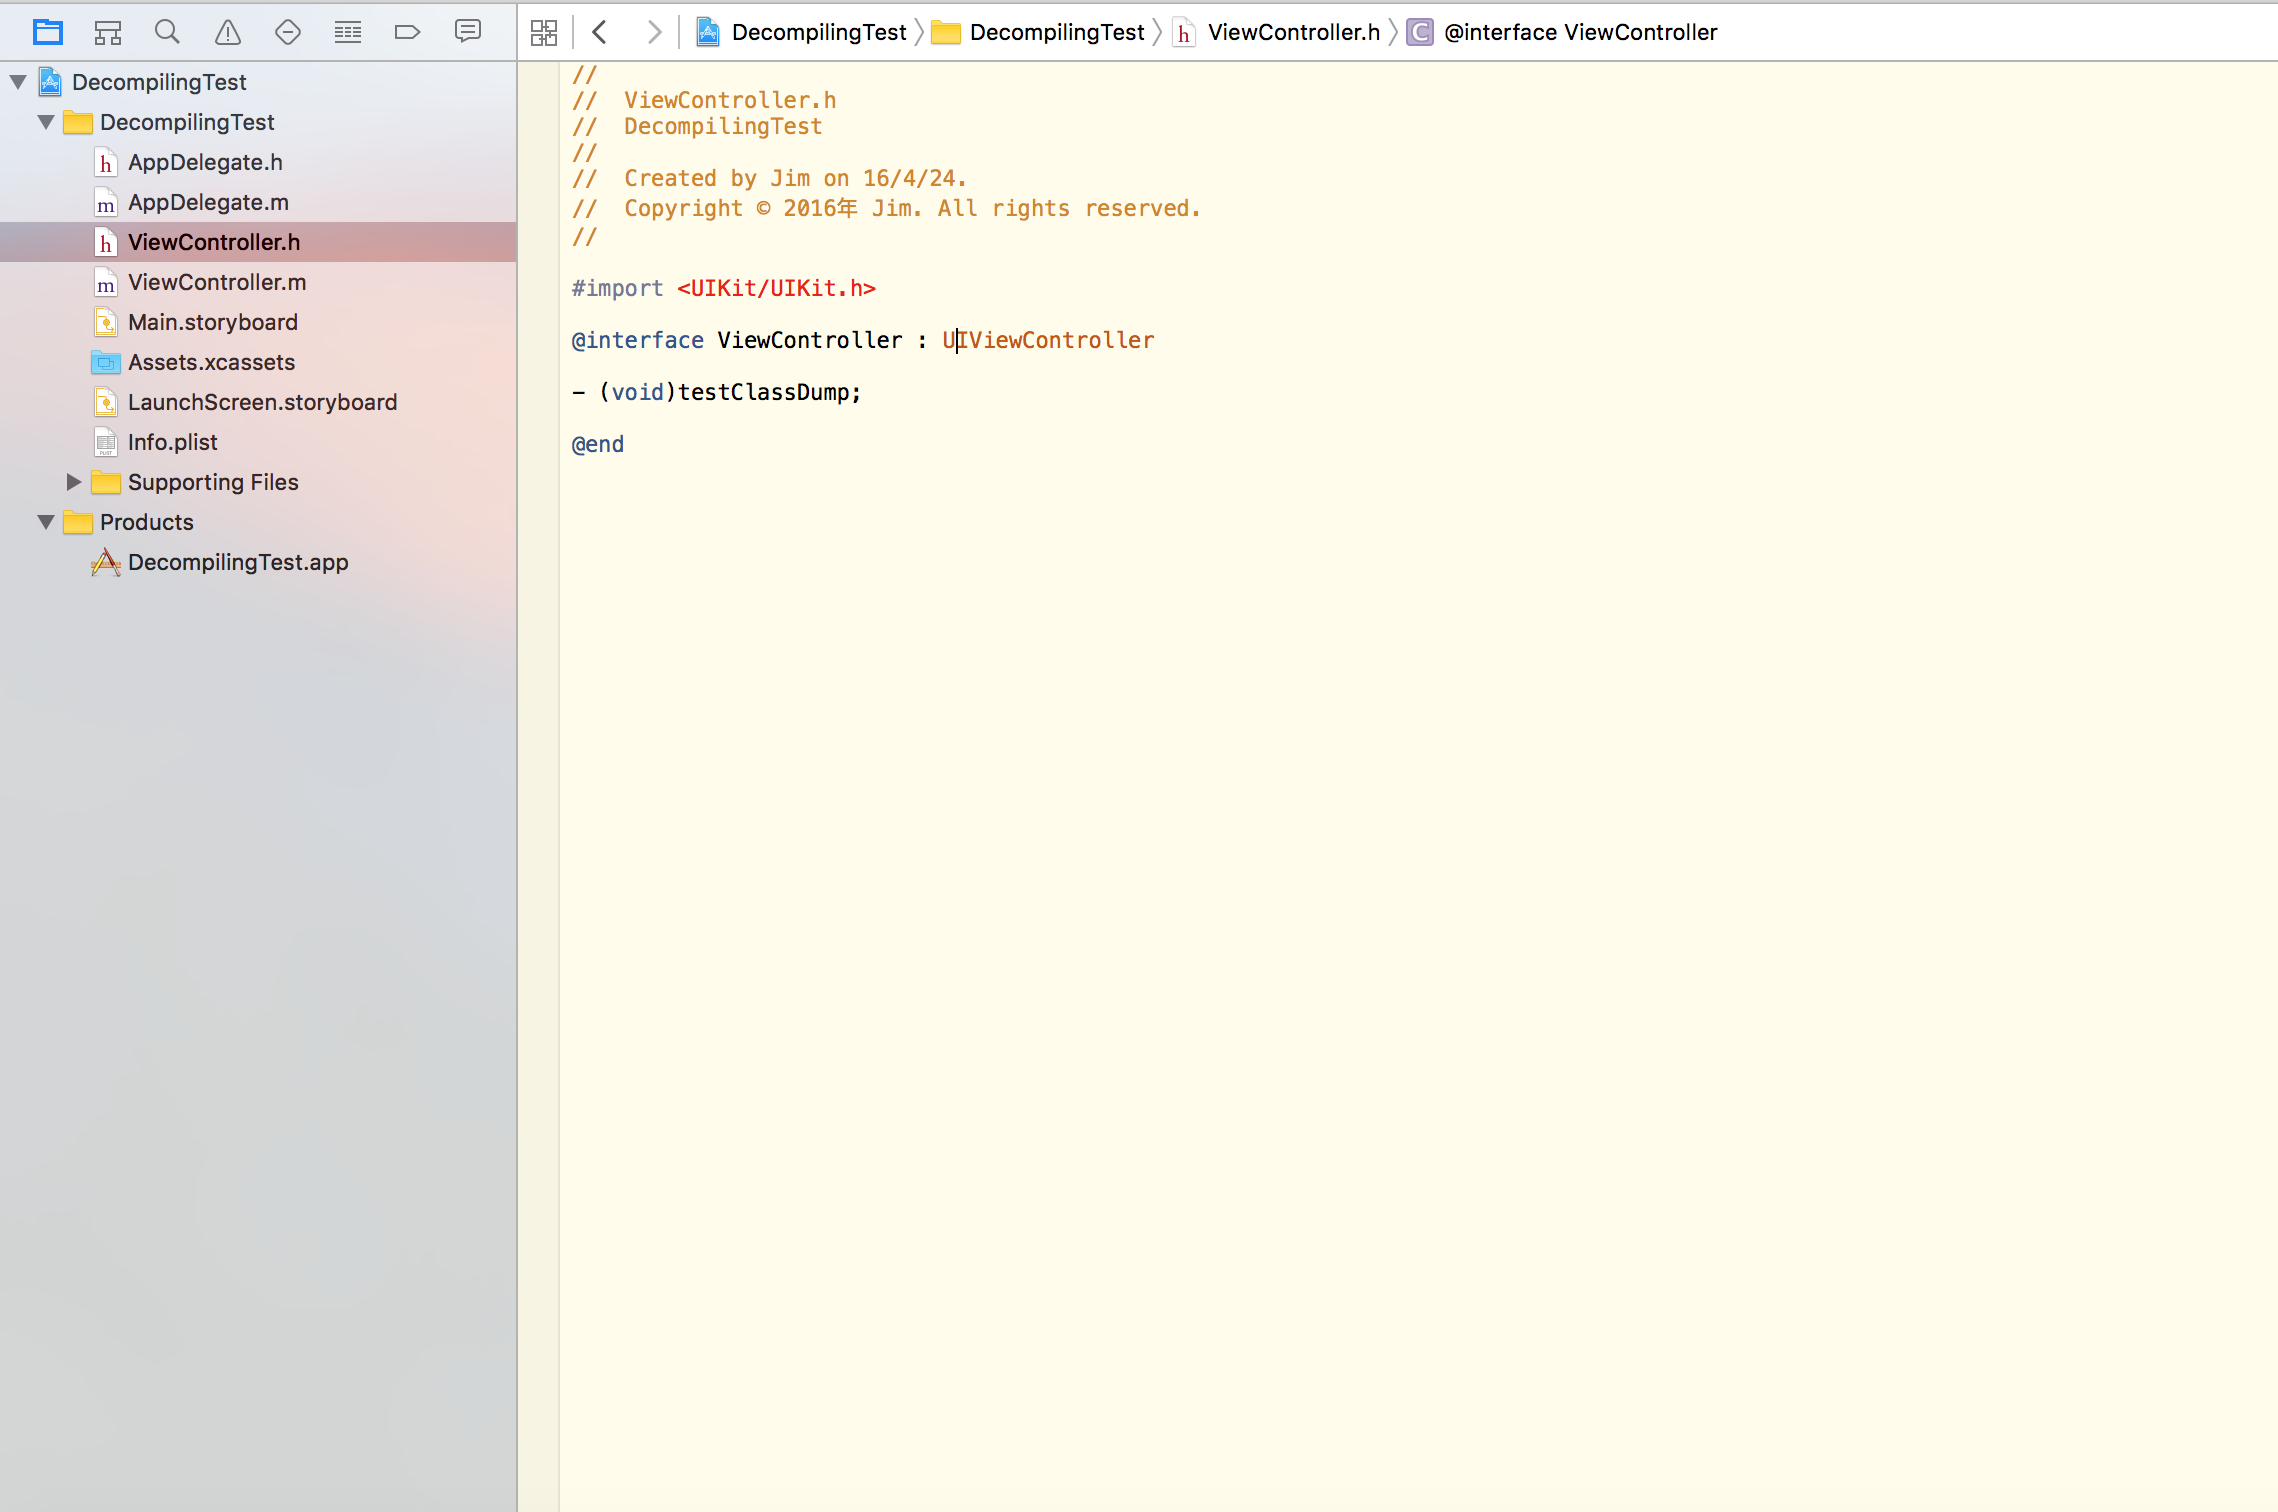 DecompilingTest 〉 DecompilingTest 〉 h ViewController.h 〉 C @interface ViewController
DecompilingTest
DecompilingTest
h AppDelegate.h
m AppDelegate.m
h ViewController.h
m ViewController.m
Main.storyboard
Assets.xcassets
LaunchScreen.storyboard
PLIST Info.plist
Supporting Files
Products
DecompilingTest.app
//
//  ViewController.h
//  DecompilingTest
//
//  Created by Jim on 16/4/24.
//  Copyright © 2016年 Jim. All rights reserved.
//
#import <UIKit/UIKit.h>
@interface ViewController : UIViewController
- (void)testClassDump;
@end